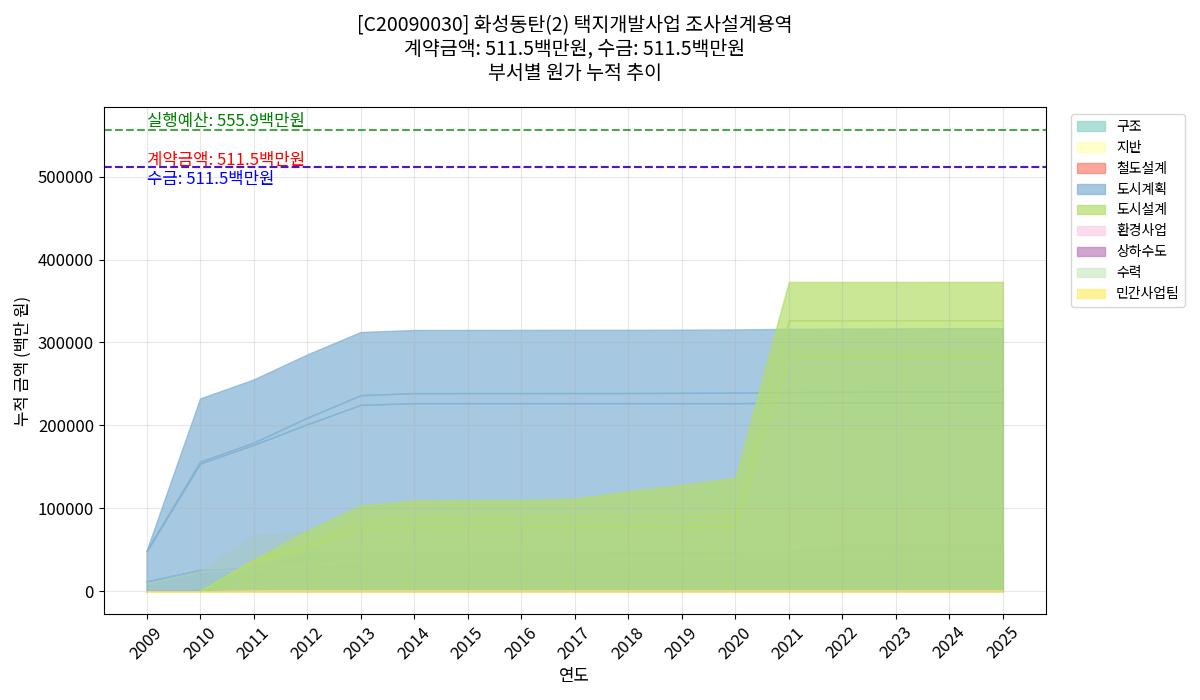 [C20090030] 화성동탄(2) 택지개발사업 조사설계용역
계약금액: 511.5백만원, 수금: 511.5백만원
부서별 원가 누적 추이
실행예산: 555.9백만원
계약금액: 511.5백만원
수금: 511.5백만원
누적 금액 (백만 원)
500000
400000
300000
200000
100000
0
2009 2010 2011 2012 2013 2014 2015 2016 2017 2018 2019 2020 2021 2022 2023 2024 2025
연도
구조
지반
철도설계
도시계획
도시설계
환경사업
상하수도
수력
민간사업팀